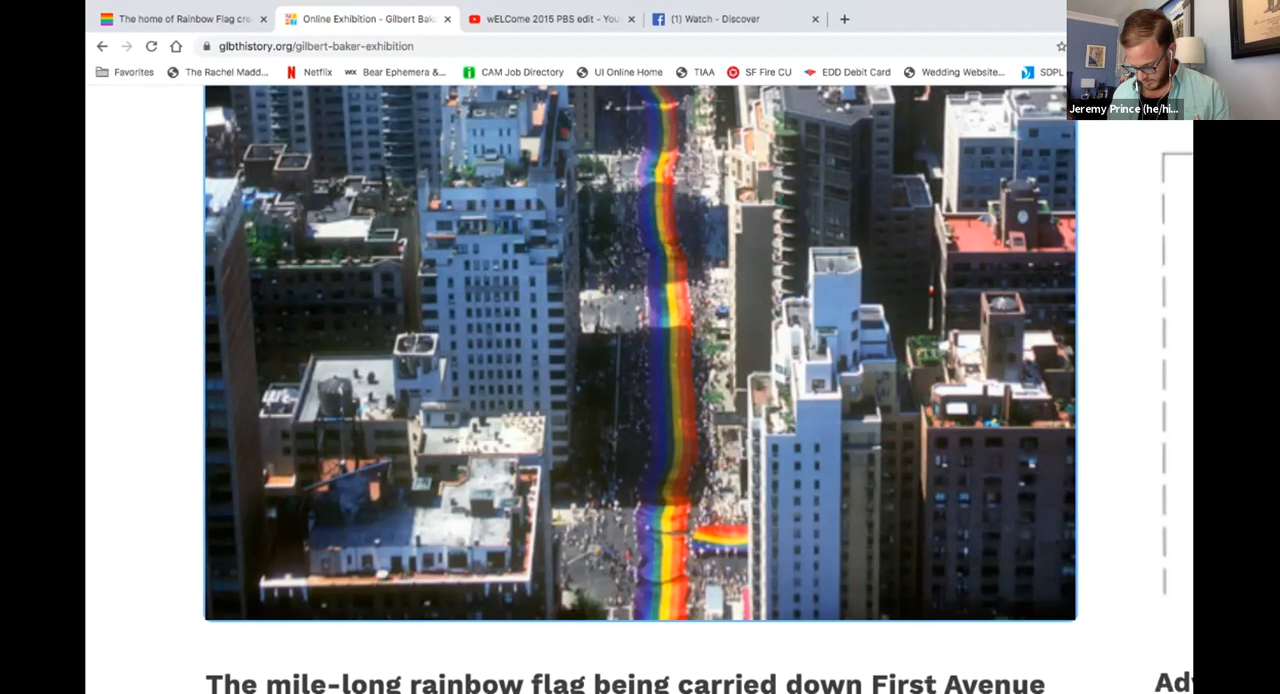 The home of Rainbow Flag cre
Online Exhibition - Gilbert Bak
wELCome 2015 PBS edit - You
(1) Watch - Discover
glbthistory.org/gilbert-baker-exhibition
Favorites
The Rachel Madd...
Netflix
WIX Bear Ephemera &...
CAM Job Directory
UI Online Home
TIAA
SF Fire CU
EDD Debit Card
Wedding Website...
SDPL
Jeremy Prince (he/hi...
The mile-long rainbow flag being carried down First Avenue
Adv